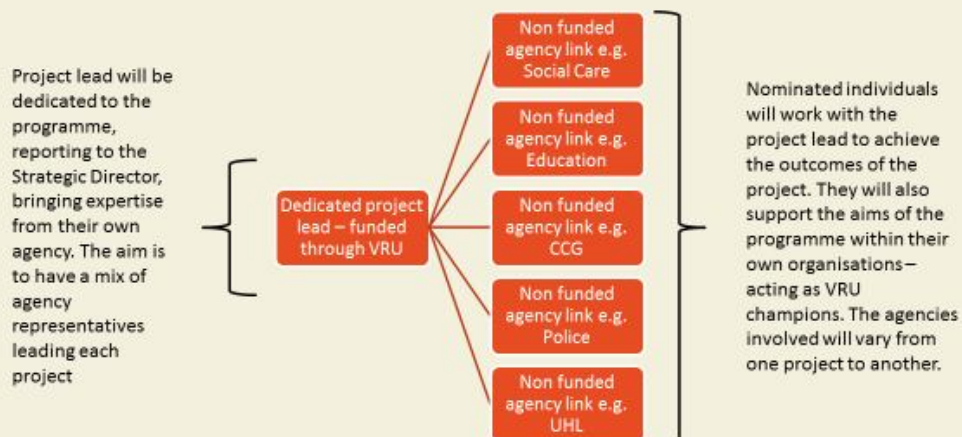 Project lead will be
dedicated to the
programme,
reporting to the
Strategic Director,
bringing expertise
from their own
agency. The aim is
to have a mix of
agency
representatives
leading each
project
Dedicated project
lead – funded
through VRU
Non funded
agency link e.g.
Social Care
Non funded
agency link e.g.
Education
Non funded
agency link e.g.
CCG
Non funded
agency link e.g.
Police
Non funded
agency link e.g.
UHL
Nominated individuals
will work with the
project lead to achieve
the outcomes of the
project. They will also
support the aims of the
programme within their
own organisations –
acting as VRU
champions. The agencies
involved will vary from
one project to another.